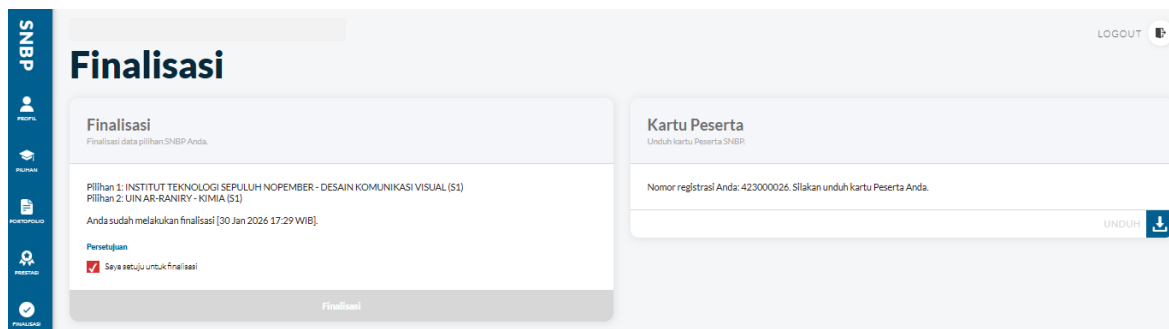 SNBP
LOGOUT
Finalisasi
PROFIL
PILIHAN
PORTOFOLIO
PRESTASI
FINALISASI
Finalisasi
Finalisasi data pilihan SNBP Anda.
Pilihan 1: INSTITUT TEKNOLOGI SEPULUH NOPEMBER - DESAIN KOMUNIKASI VISUAL (S1)
Pilihan 2: UIN AR-RANIRY - KIMIA (S1)
Anda sudah melakukan finalisasi [30 Jan 2026 17:29 WIB].
Persetujuan
Saya setuju untuk finalisasi
Finalisasi
Kartu Peserta
Unduh kartu Peserta SNBP.
Nomor registrasi Anda: 423000026. Silakan unduh kartu Peserta Anda.
UNDUH